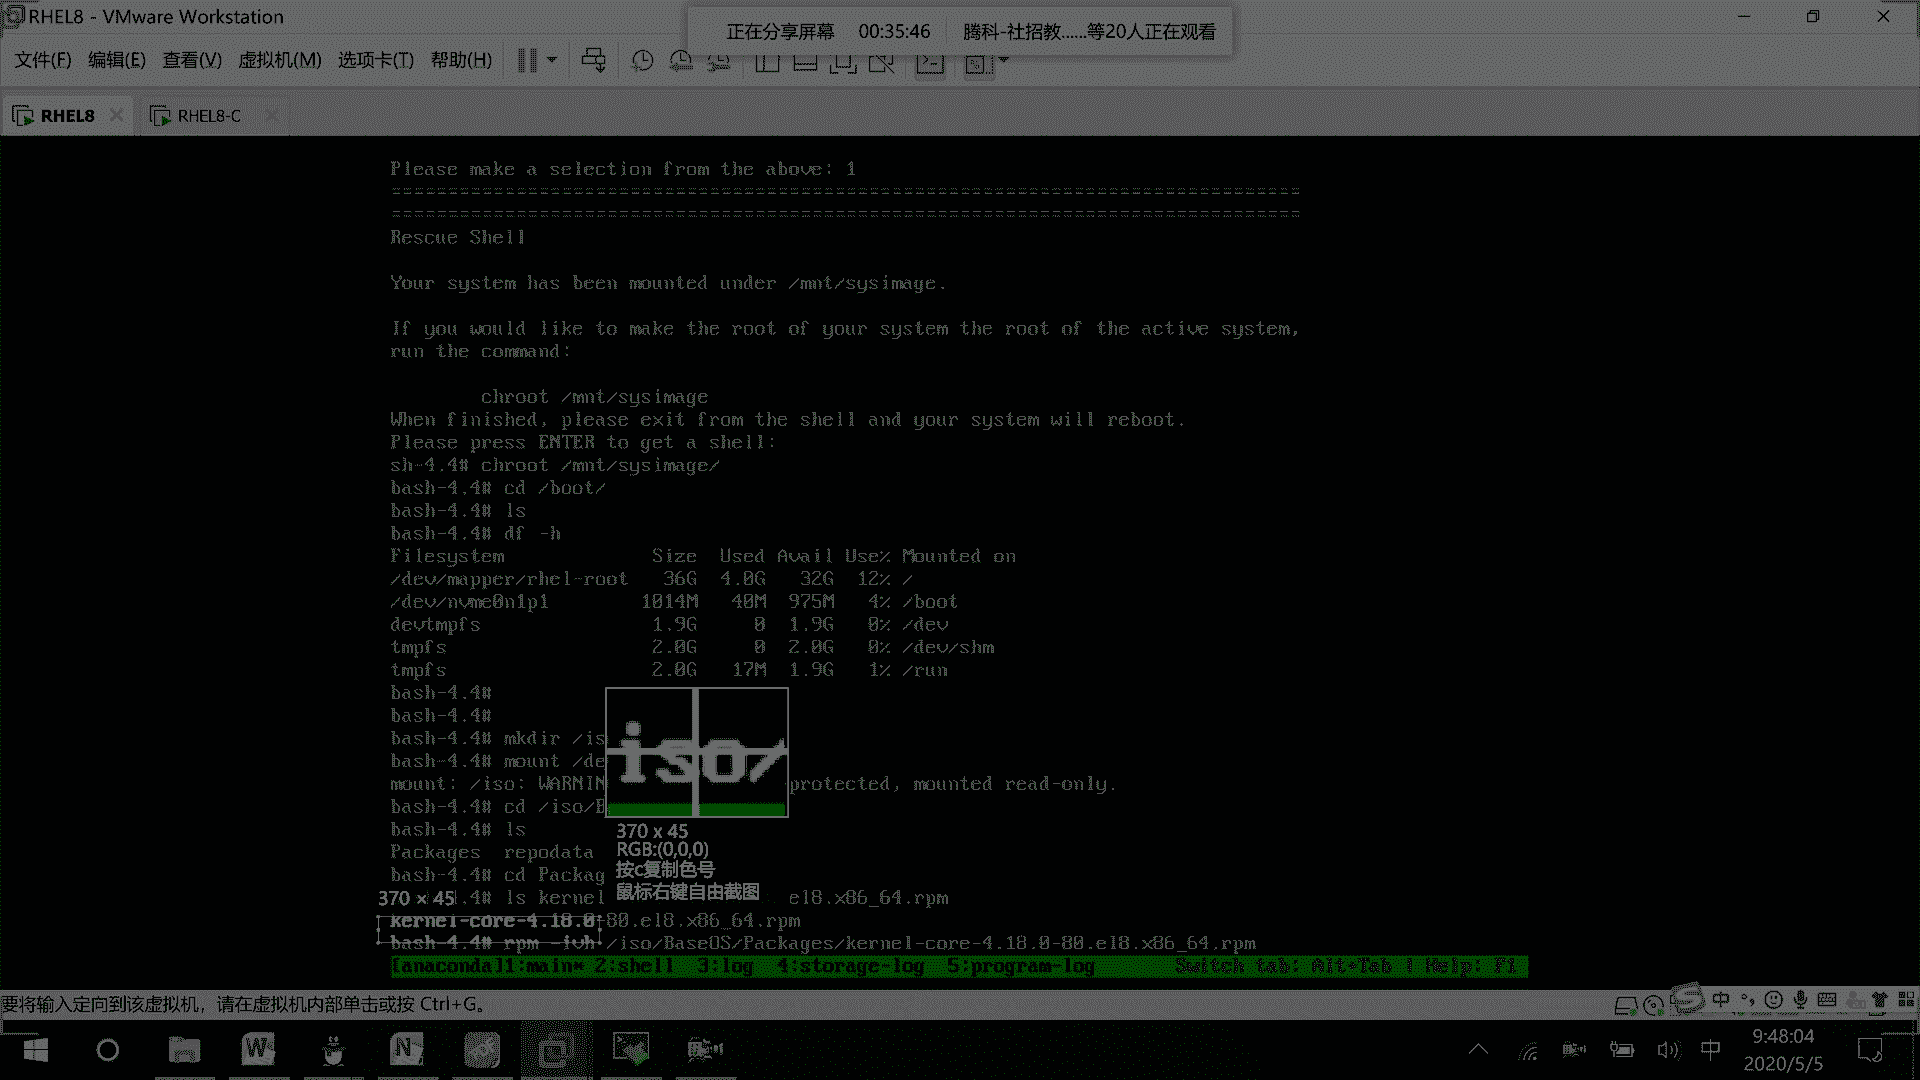 RHEL8 - VMware Workstation
正在分享屏幕 00:35:46 腾科-社招教......等20人正在观看
文件(F) 编辑(E) 查看(V) 虚拟机(M) 选项卡(T) 帮助(H)
RHEL8 RHEL8-C
Please make a selection from the above: 1
================================================================================
================================================================================
Rescue Shell
Your system has been mounted under /mnt/sysimage.
If you would like to make the root of your system the root of the active system,
run the command:
chroot /mnt/sysimage
When finished, please exit from the shell and your system will reboot.
Please press ENTER to get a shell:
sh-4.4# chroot /mnt/sysimage/
bash-4.4# cd /boot/
bash-4.4# ls
bash-4.4# df -h
Filesystem Size Used Avail Use% Mounted on
/dev/mapper/rhel-root 36G 4.0G 32G 12% /
/dev/nvme0n1p1 1014M 40M 975M 4% /boot
devtmpfs 1.9G 0 1.9G 0% /dev
tmpfs 2.0G 0 2.0G 0% /dev/shm
tmpfs 2.0G 17M 1.9G 1% /run
bash-4.4#
bash-4.4#
bash-4.4# mkdir /is
bash-4.4# mount /de
iso/
mount: /iso: WARNIN protected, mounted read-only.
bash-4.4# cd /iso/B
bash-4.4# ls
370 x 45
Packages repodata
RGB:(0,0,0)
bash-4.4# cd Packag
按c复制色号
鼠标右键自由截图
370 × 45
.4# ls kernel el8.x86_64.rpm
kernel-core-4.18.0-80.el8.x86_64.rpm
bash-4.4# rpm -ivh /iso/BaseOS/Packages/kernel-core-4.18.0-80.el8.x86_64.rpm
[anaconda]1:main* 2:shell 3:log 4:storage-log 5:program-log Switch tab: Alt+Tab | Help: F1
要将输入定向到该虚拟机，请在虚拟机内部单击或按 Ctrl+G。
中
中
9:48:04
2020/5/5